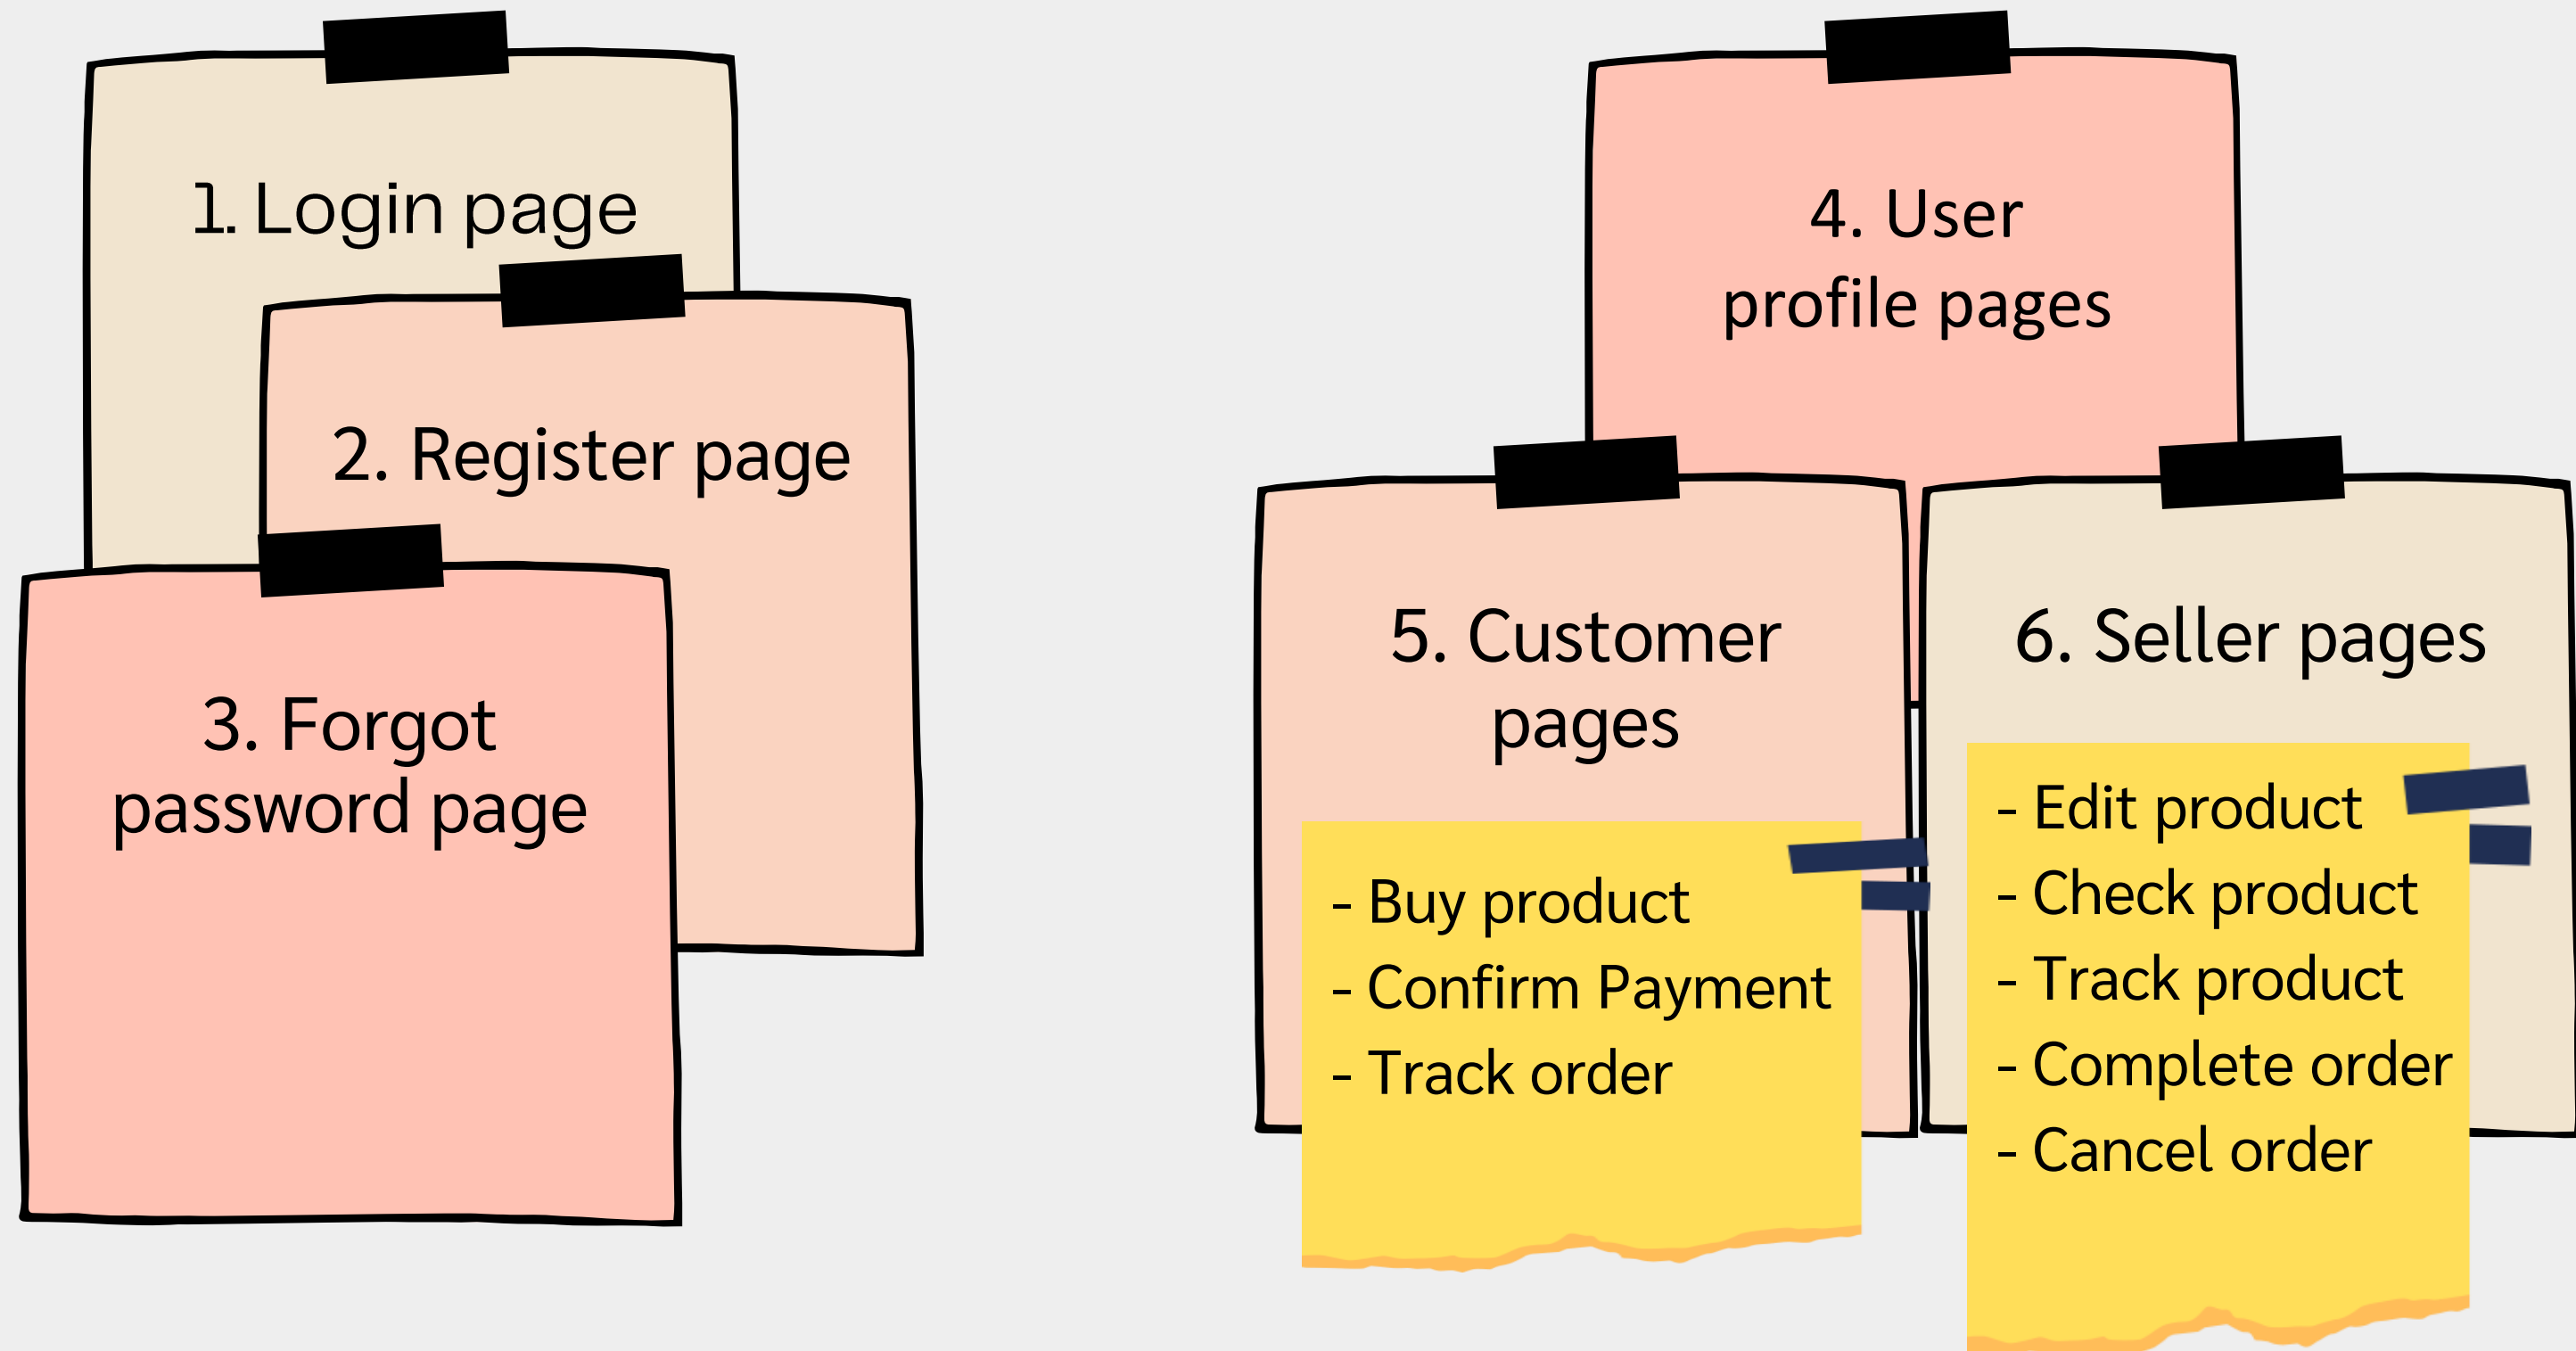 1. Login page
2. Register page
3. Forgot
password page
4. User
profile pages
5. Customer
pages
- Buy product
- Confirm Payment
- Track order
6. Seller pages
- Edit product
- Check product
- Track product
- Complete order
- Cancel order